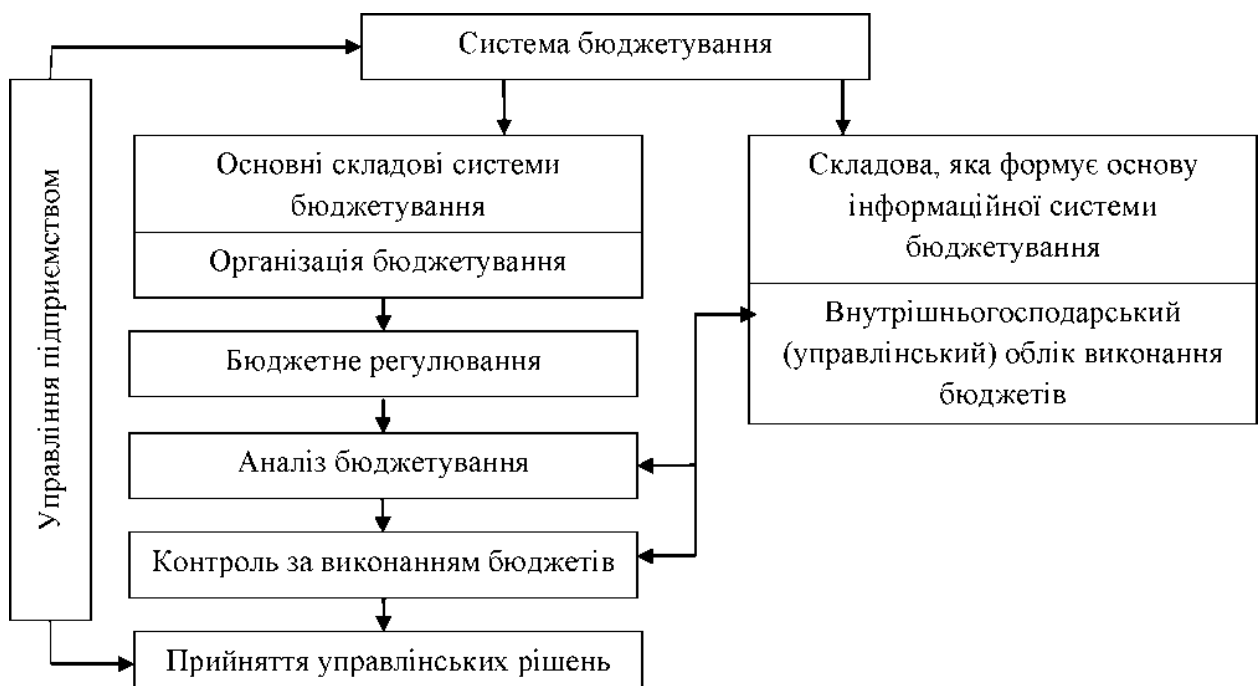 Система бюджетування
Управління підприємством
Основні складові системи
бюджетування
Організація бюджетування
Бюджетне регулювання
Аналіз бюджетування
Контроль за виконанням бюджетів
Прийняття управлінських рішень
Складова, яка формує основу
інформаційної системи
бюджетування
Внутрішньогосподарський
(управлінський) облік виконання
бюджетів